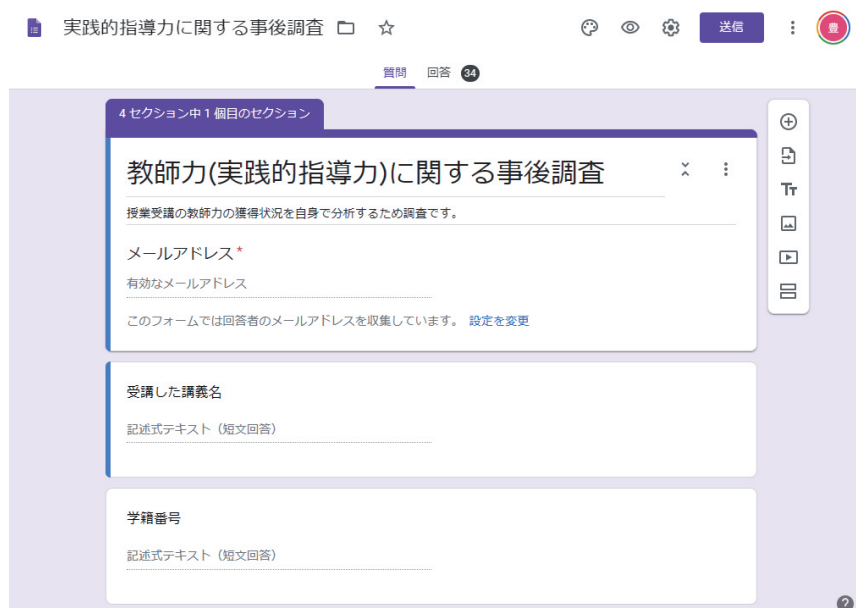 実践的指導力に関する事後調査
送信
豊
質問 回答 34
4 セクション中 1 個目のセクション
教師力(実践的指導力)に関する事後調査
授業受講の教師力の獲得状況を自身で分析するため調査です。
メールアドレス*
有効なメールアドレス
このフォームでは回答者のメールアドレスを収集しています。 設定を変更
受講した講義名
記述式テキスト（短文回答）
学籍番号
記述式テキスト（短文回答）